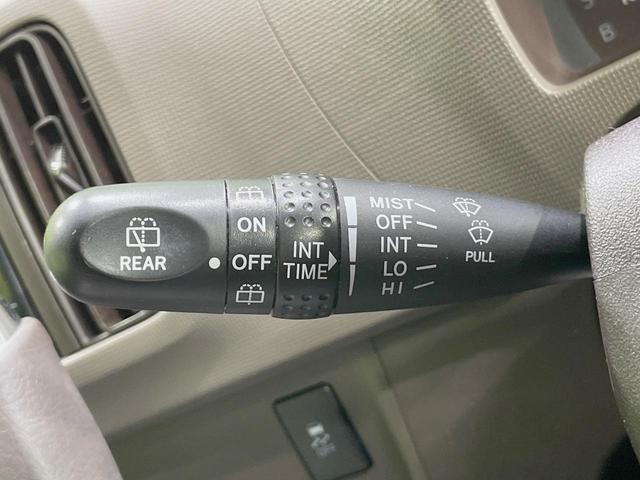 REAR
ON
OFF
INT
TIME
MIST
OFF
INT
LO
HI
PULL